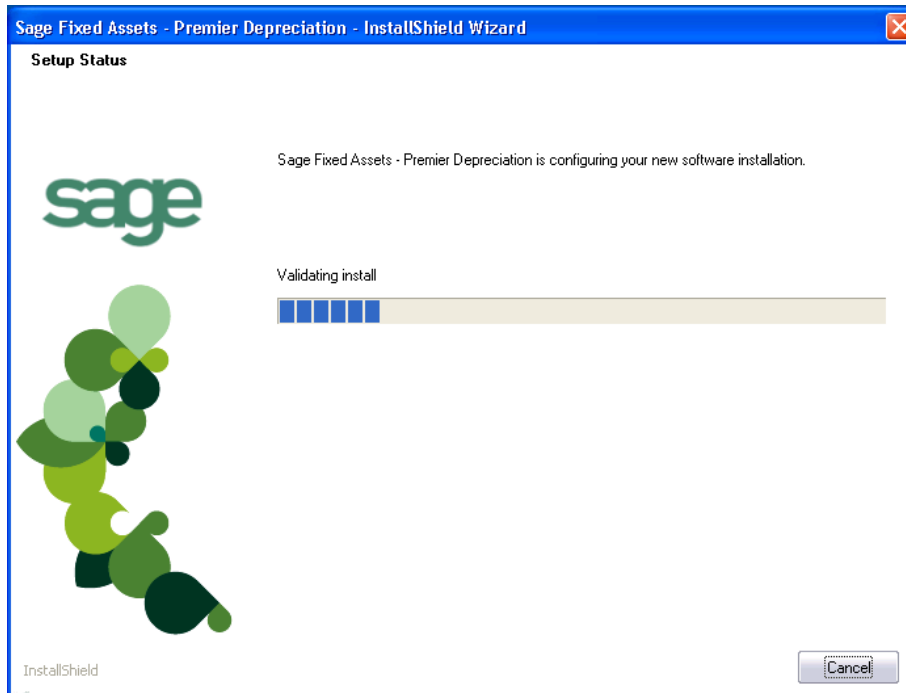 Sage Fixed Assets - Premier Depreciation - InstallShield Wizard
Setup Status
Sage Fixed Assets - Premier Depreciation is configuring your new software installation.
sage
Validating install
InstallShield
Cancel